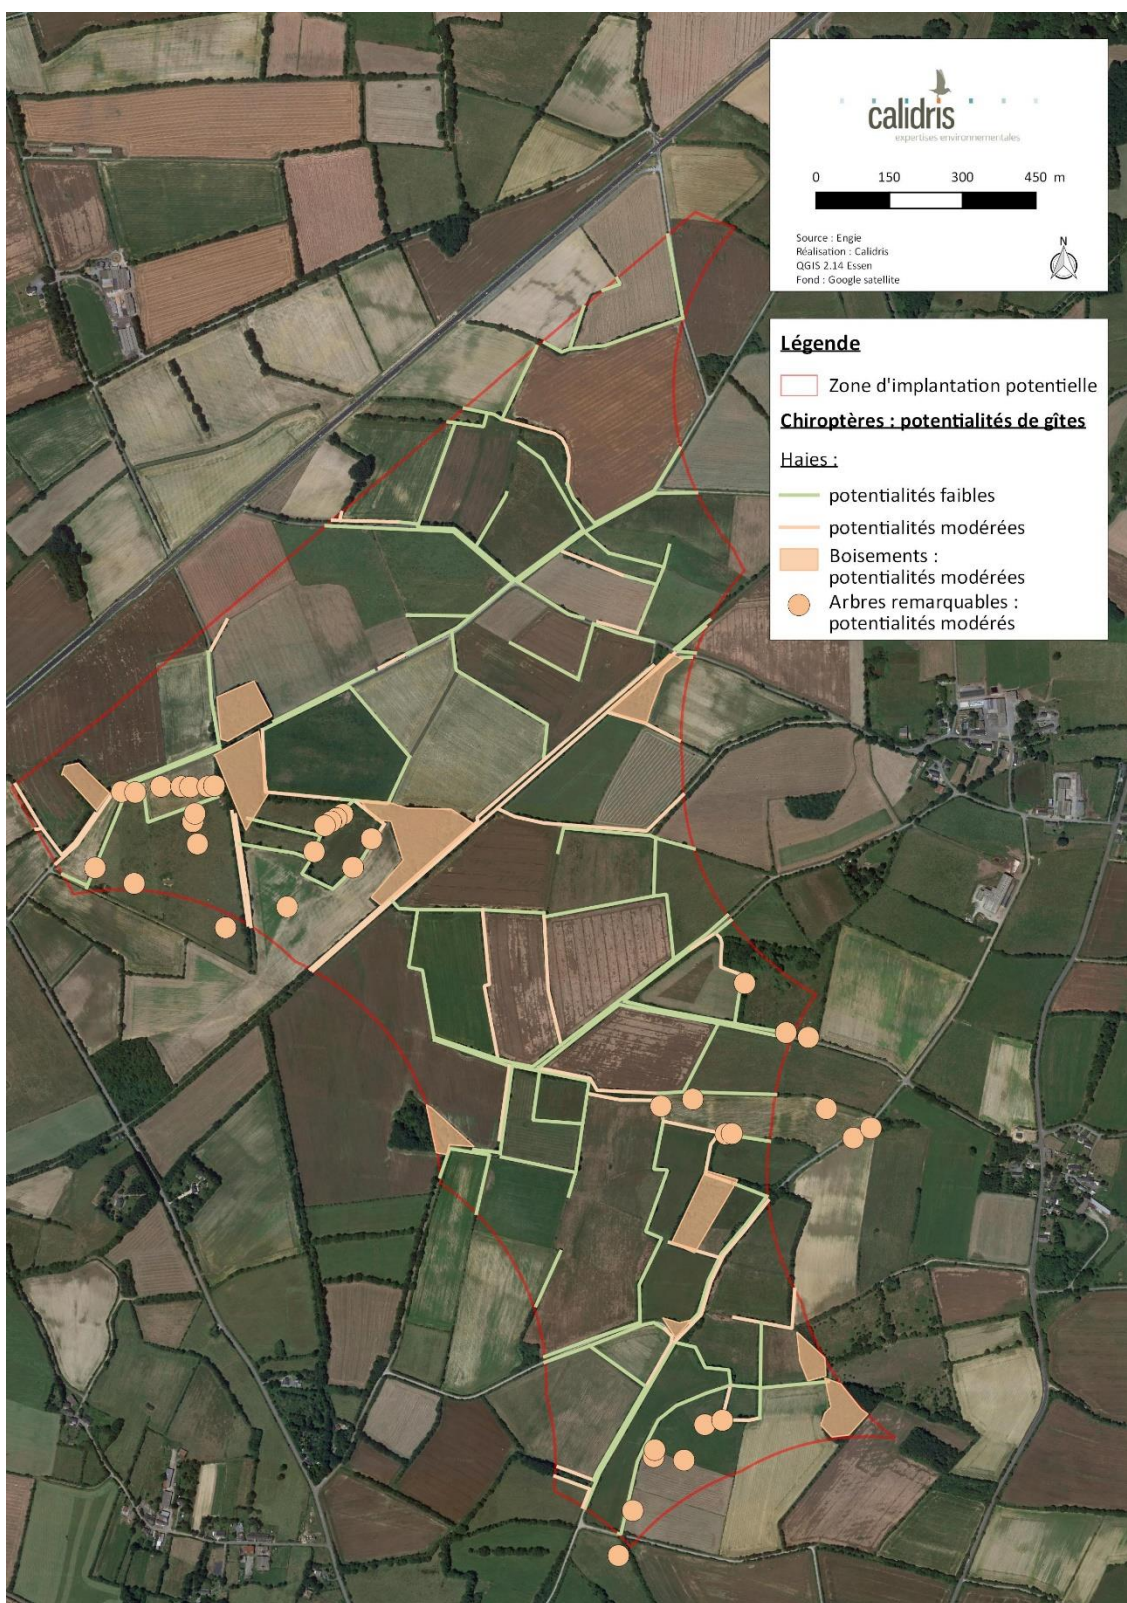 calidris
expertises environnementales
0 150 300 450 m
Source : Engie
Réalisation : Calidris
QGIS 2.14 Essen
Fond : Google satellite
N
Légende
Zone d'implantation potentielle
Chiroptères : potentialités de gîtes
Haies :
potentialités faibles
potentialités modérées
Boisements :
potentialités modérées
Arbres remarquables :
potentialités modérés